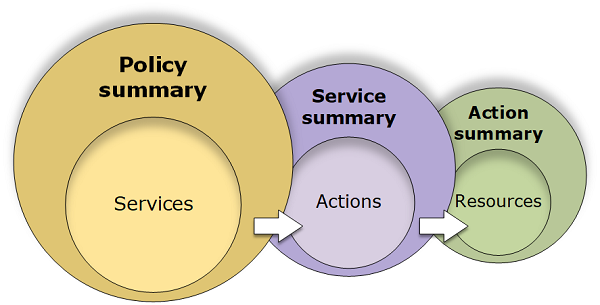 Policy
summary
Services
Service
summary
Actions
Action
summary
Resources